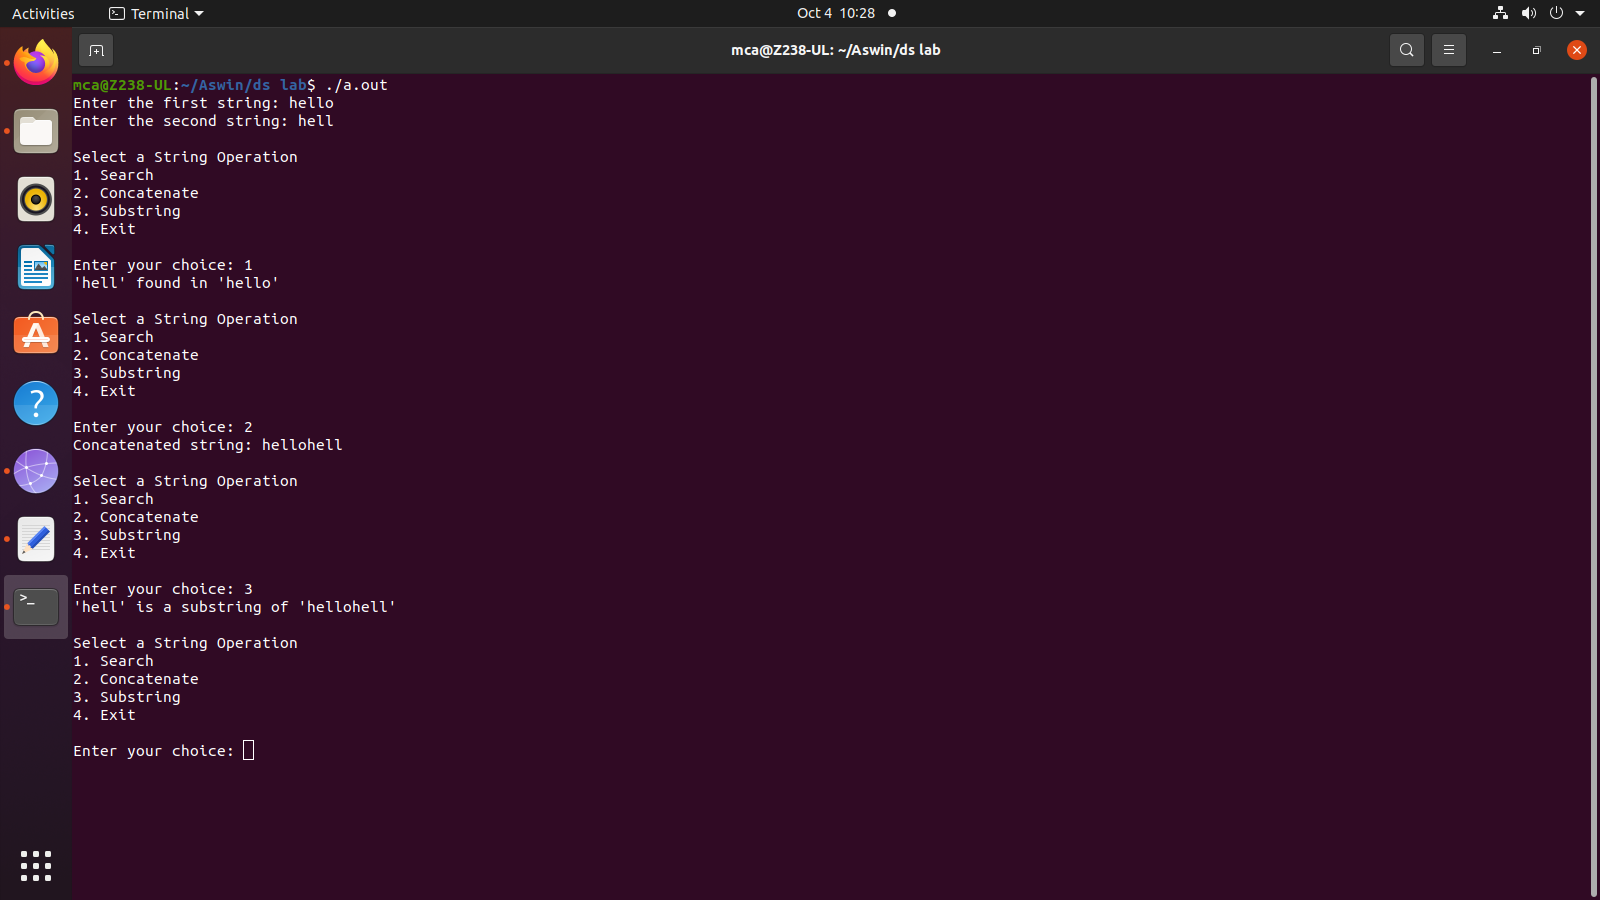 Activities
Terminal
Oct 4 10:28
mca@Z238-UL: ~/Aswin/ds lab
mca@Z238-UL:~/Aswin/ds lab$ ./a.out
Enter the first string: hello
Enter the second string: hell
Select a String Operation
1. Search
2. Concatenate
3. Substring
4. Exit
Enter your choice: 1
'hell' found in 'hello'
Select a String Operation
1. Search
2. Concatenate
3. Substring
4. Exit
Enter your choice: 2
Concatenated string: hellohell
Select a String Operation
1. Search
2. Concatenate
3. Substring
4. Exit
Enter your choice: 3
'hell' is a substring of 'hellohell'
Select a String Operation
1. Search
2. Concatenate
3. Substring
4. Exit
Enter your choice: